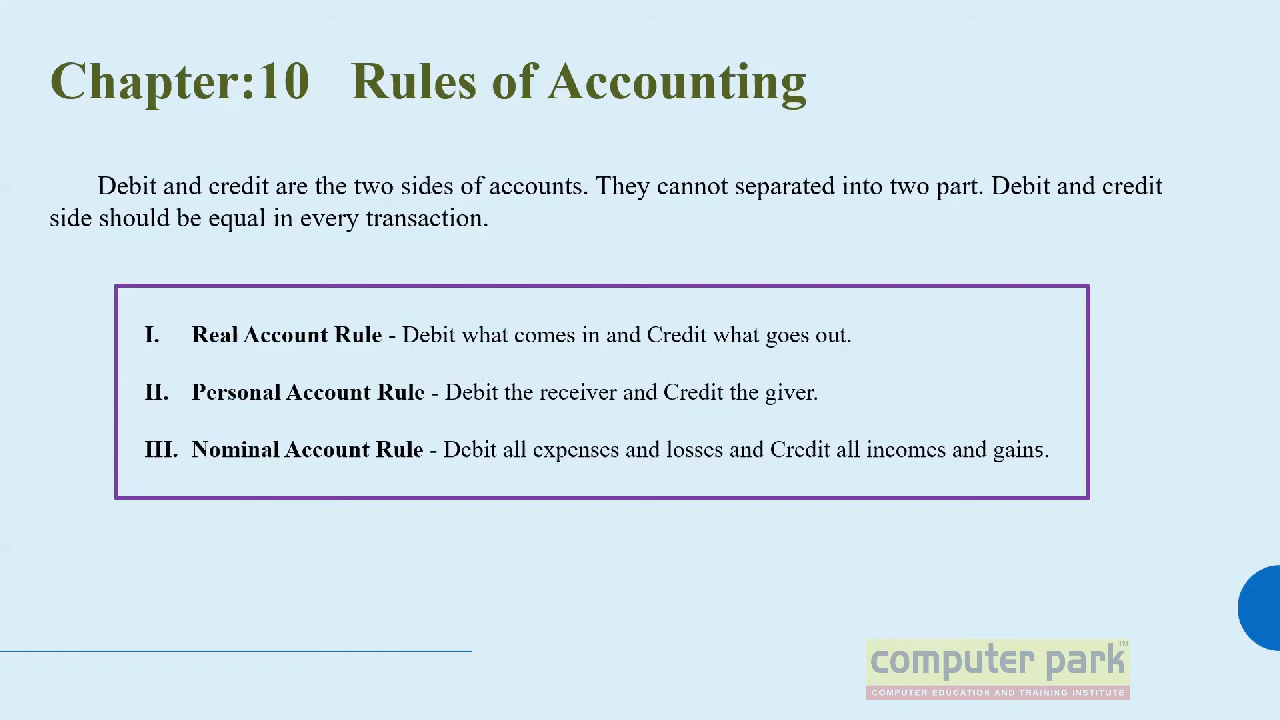 Chapter:10 Rules of Accounting
Debit and credit are the two sides of accounts. They cannot separated into two part. Debit and credit
side should be equal in every transaction.
I. Real Account Rule - Debit what comes in and Credit what goes out.
II. Personal Account Rule - Debit the receiver and Credit the giver.
III. Nominal Account Rule - Debit all expenses and losses and Credit all incomes and gains.
computer park™
COMPUTER EDUCATION AND TRAINING INSTITUTE